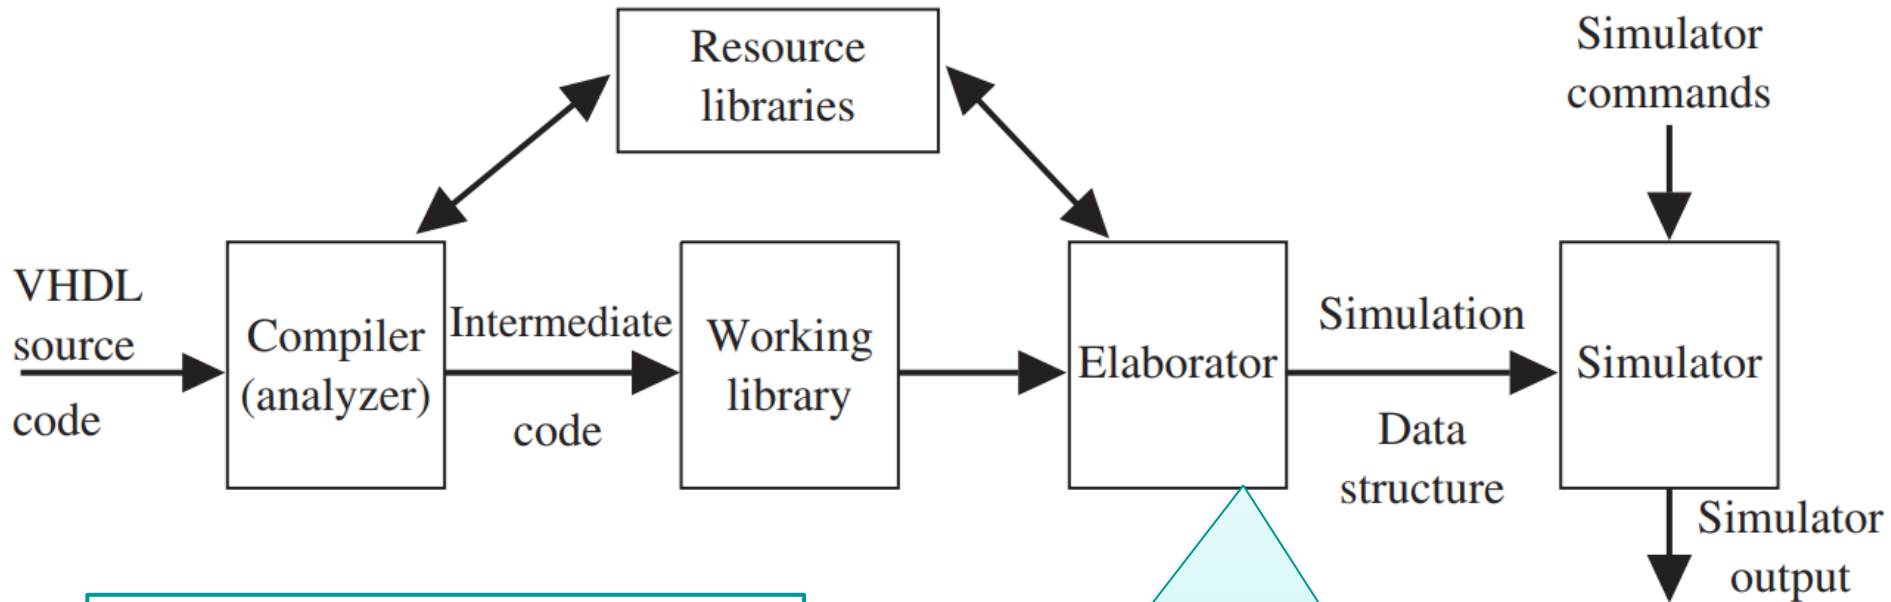 Resource
libraries
Simulator
commands
VHDL
source
code
Compiler
(analyzer)
Intermediate
code
Working
library
Elaborator
Simulation
Data
structure
Simulator
Simulator
output